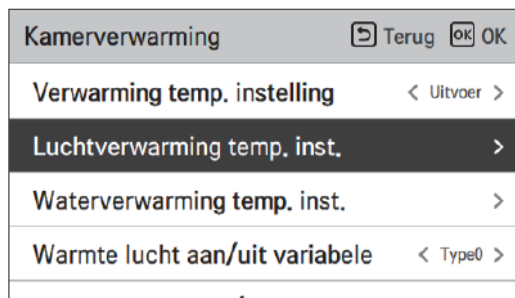 Kamerverwarming Terug OK OK
Verwarming temp. instelling < Uitvoer >
Luchtverwarming temp. inst. >
Waterverwarming temp. inst. >
Warmte lucht aan/uit variabele < Type0 >